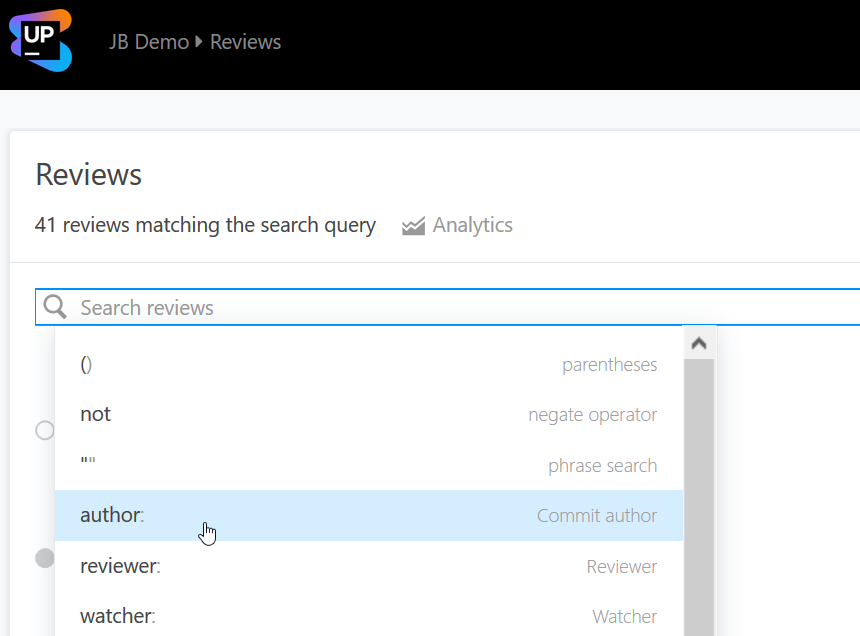 UP
JB Demo Reviews
Reviews
41 reviews matching the search query Analytics
Search reviews
() parentheses
not negate operator
"" phrase search
author: Commit author
reviewer: Reviewer
watcher: Watcher